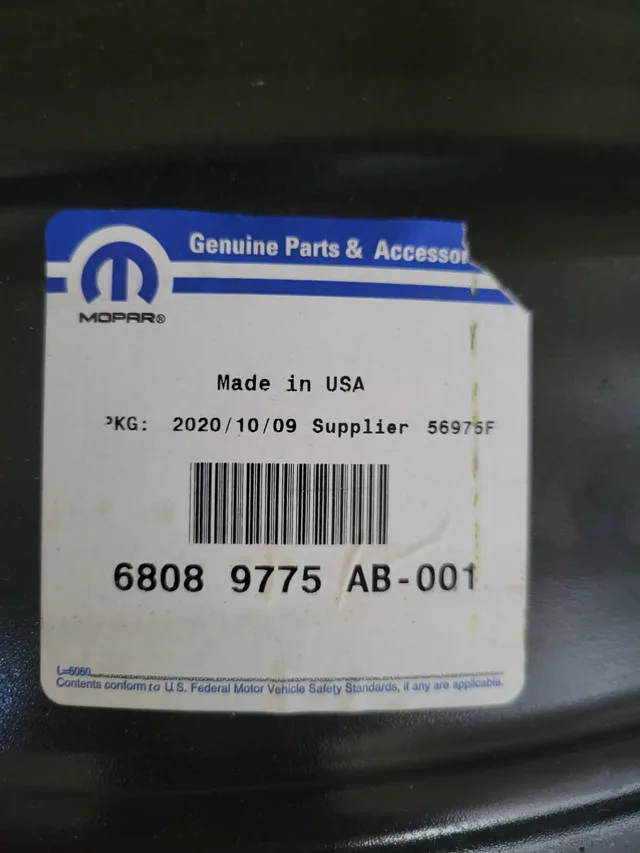 Genuine Parts & Accessor
MOPAR®
Made in USA
PKG: 2020/10/09 Supplier 56975F
6808 9775 AB-001
L=6060
Contents conform to U.S. Federal Motor Vehicle Safety Standards, if any are applicable.